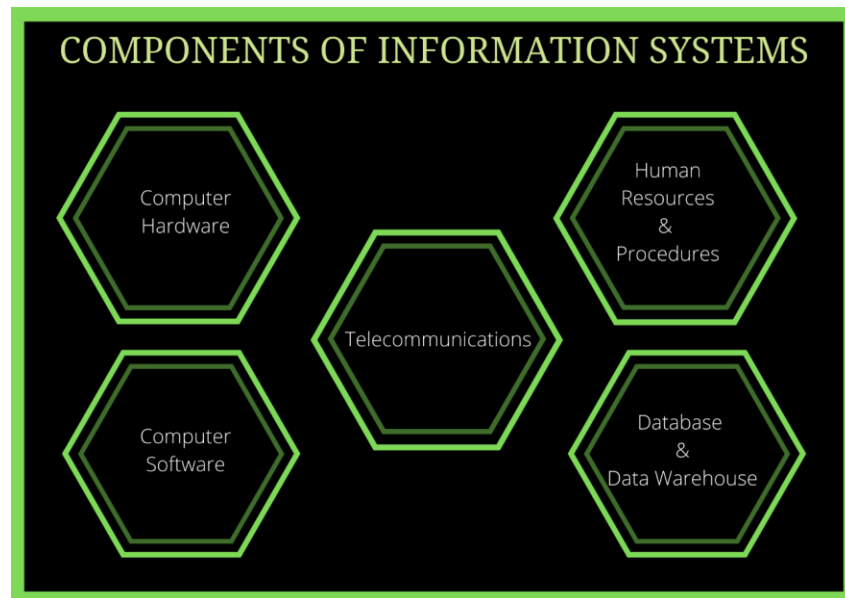 COMPONENTS OF INFORMATION SYSTEMS
Computer
Hardware
Human
Resources
&
Procedures
Telecommunications
Computer
Software
Database
&
Data Warehouse